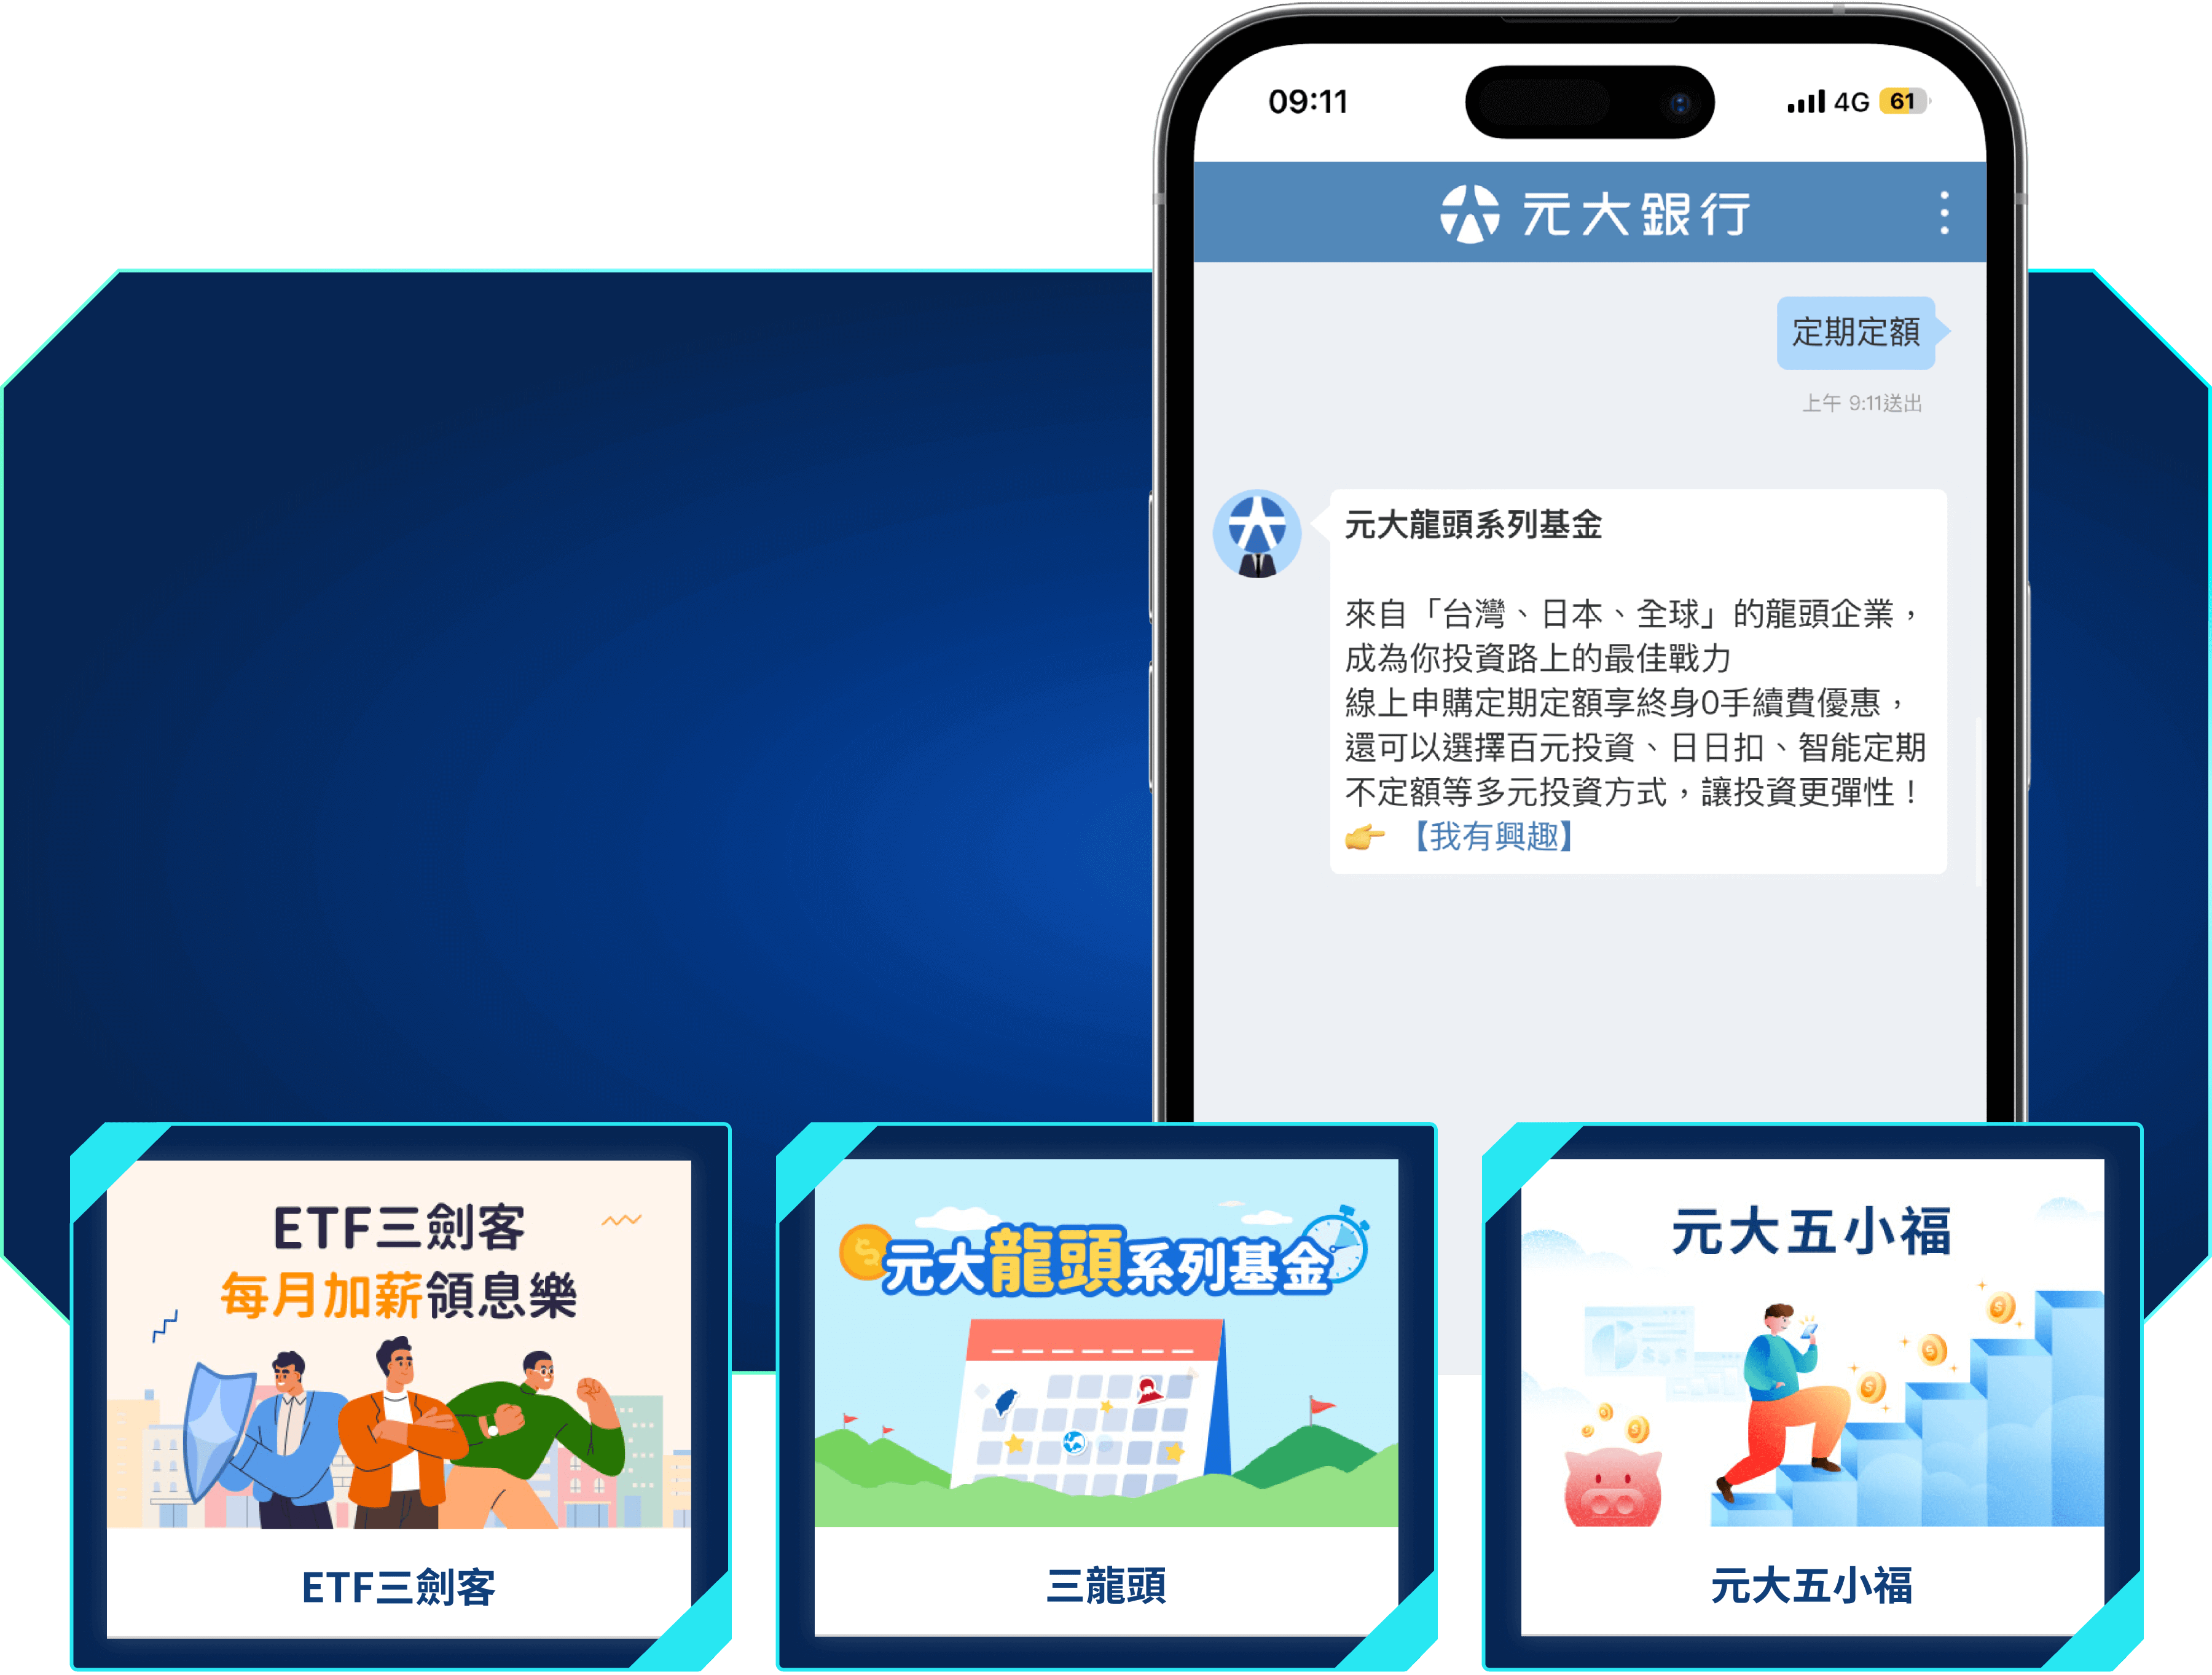 09:11
4G 61
元大銀行
定期定額
上午 9:11送出
元大龍頭系列基金
來自「台灣、日本、全球」的龍頭企業，
成為你投資路上的最佳戰力
線上申購定期定額享終身0手續費優惠，
還可以選擇百元投資、日日扣、智能定期
不定額等多元投資方式，讓投資更彈性！
👉【我有興趣】
ETF三劍客
每月加薪領息樂
ETF三劍客
元大龍頭系列基金
三龍頭
元大五小福
元大五小福